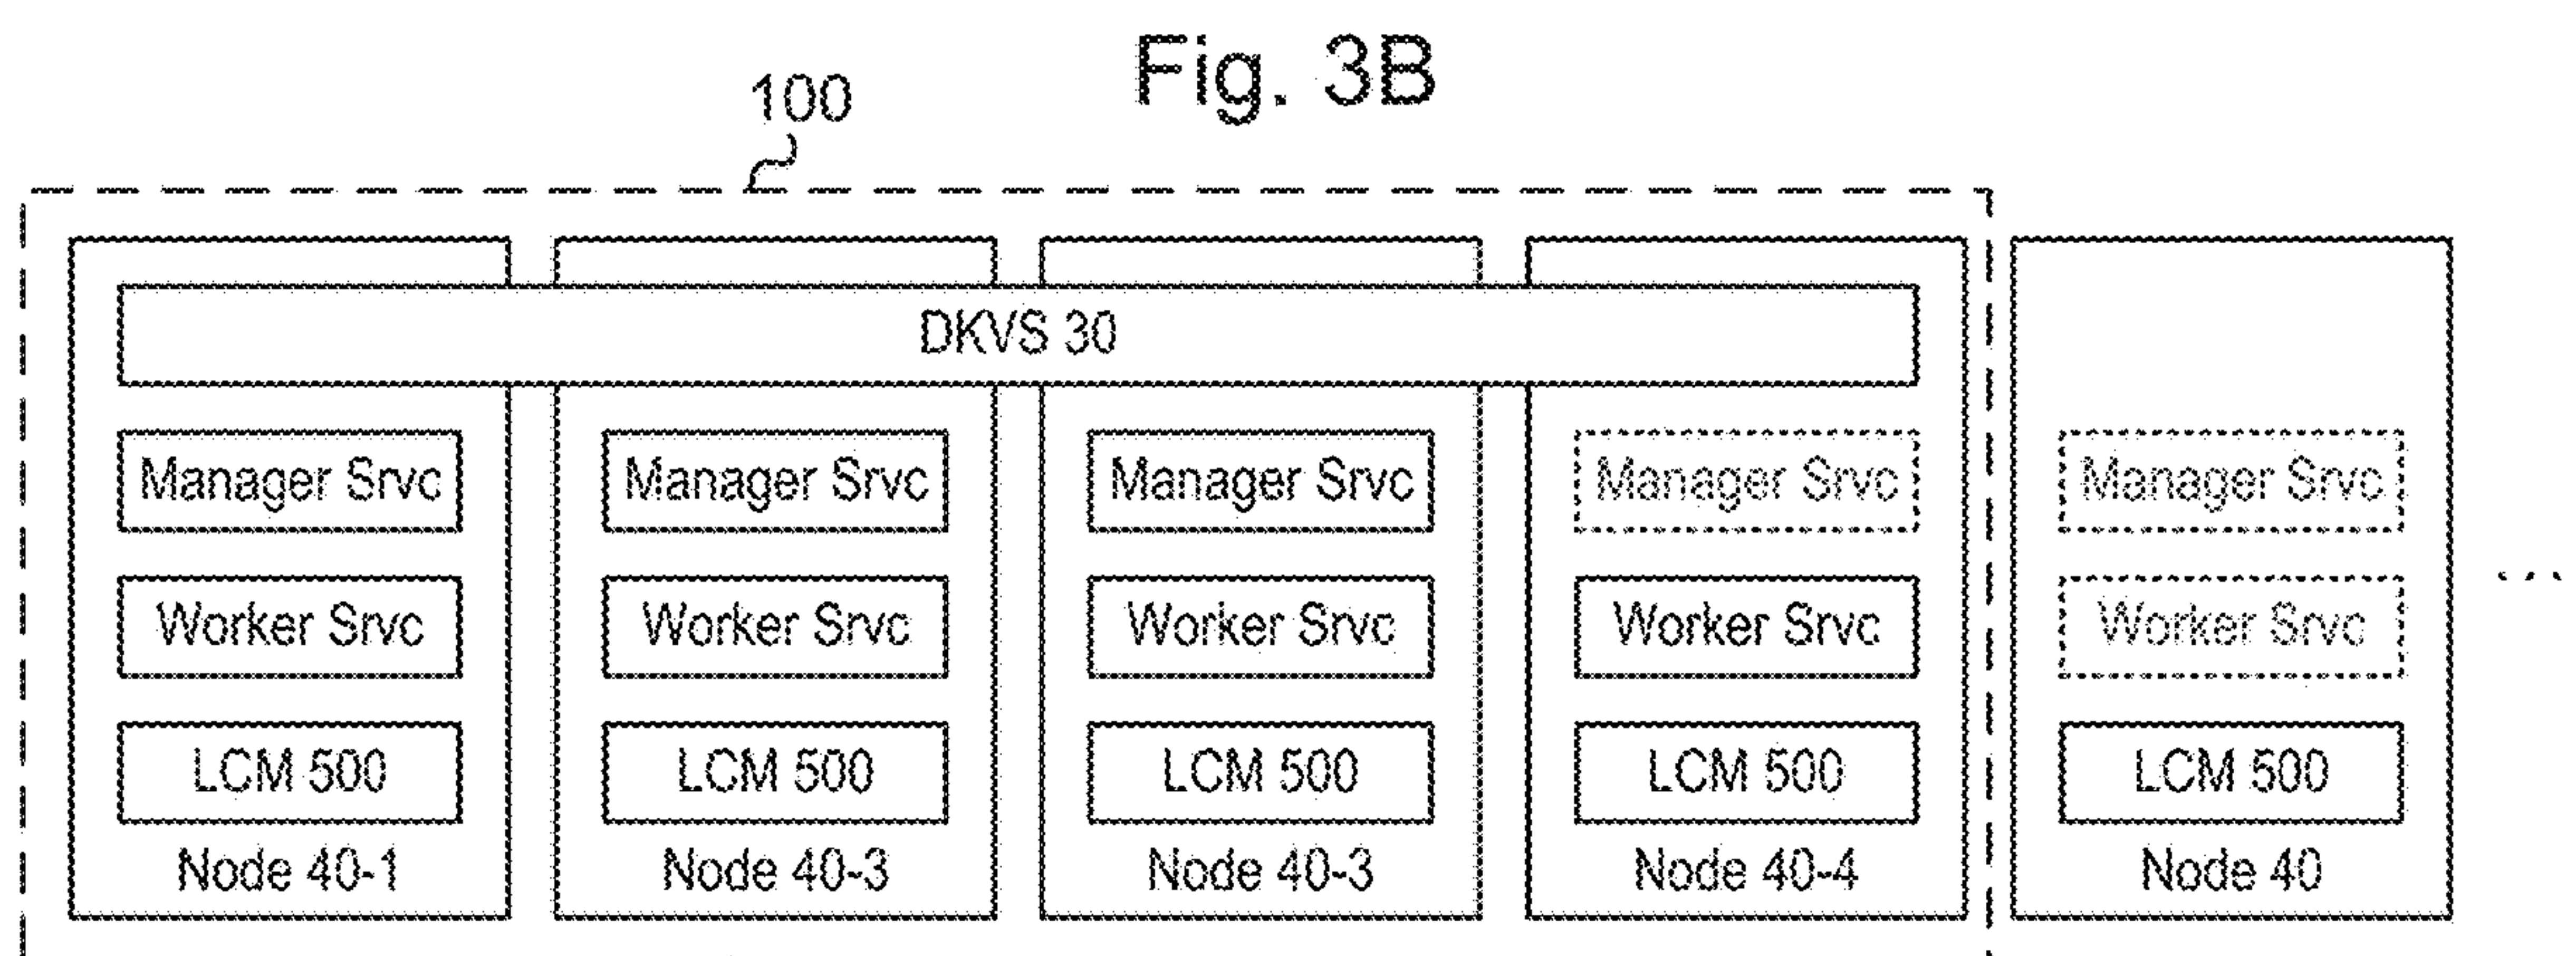 Fig. 3B
100
DKVS 30
Manager Srvc Manager Srvc Manager Srvc Manager Srvc Manager Srvc
...
Worker Srvc Worker Srvc Worker Srvc Worker Srvc Worker Srvc
LCM 500 LCM 500 LCM 500 LCM 500 LCM 500
Node 40-1 Node 40-3 Node 40-3 Node 40-4 Node 40